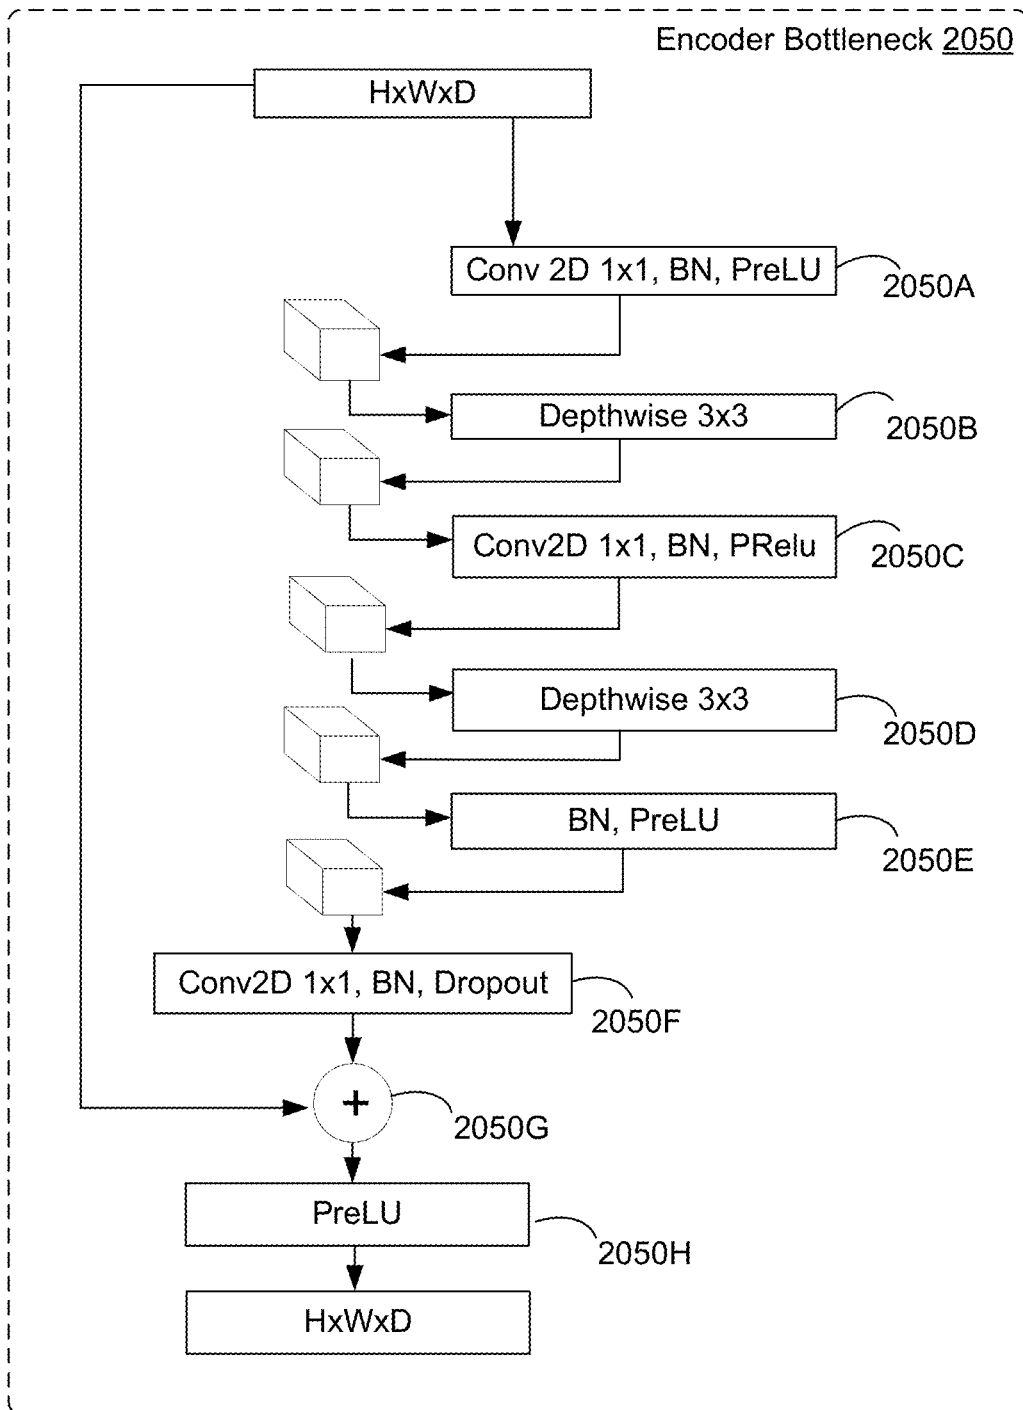 Encoder Bottleneck 2050
HxWxD
Conv 2D 1x1, BN, PreLU
2050A
Depthwise 3x3
2050B
Conv2D 1x1, BN, PRelu
2050C
Depthwise 3x3
2050D
BN, PreLU
2050E
Conv2D 1x1, BN, Dropout
2050F
+
2050G
PreLU
2050H
HxWxD